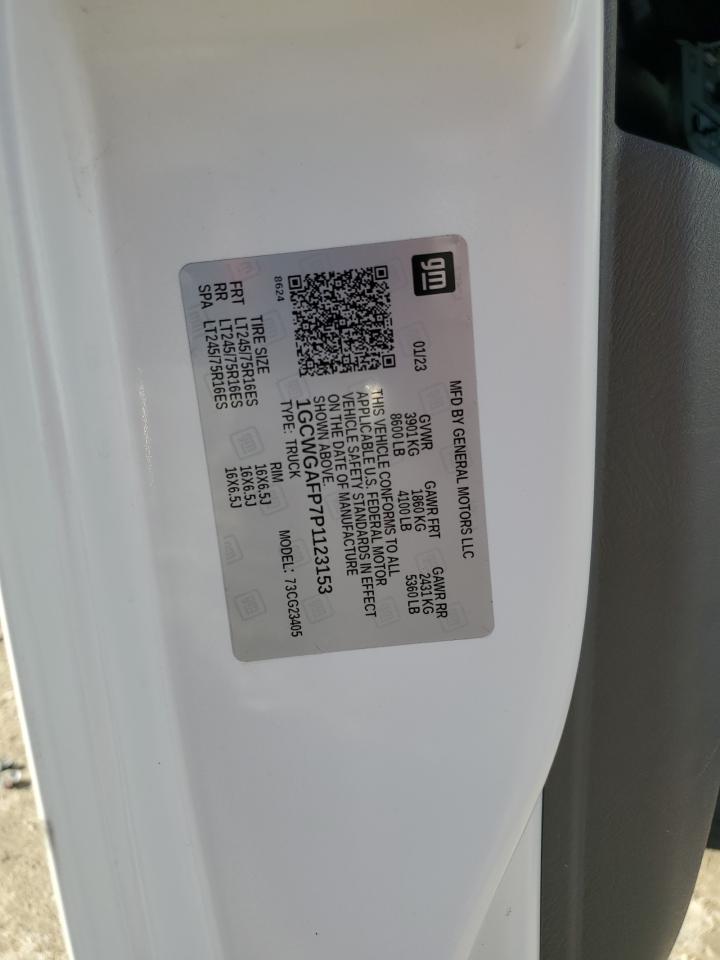 gm
MFD BY GENERAL MOTORS LLC
01/23
GVWR GAWR FRT GAWR RR
3901 KG 1860 KG 2431 KG
8600 LB 4100 LB 5360 LB
THIS VEHICLE CONFORMS TO ALL
APPLICABLE U.S. FEDERAL MOTOR
VEHICLE SAFETY STANDARDS IN EFFECT
ON THE DATE OF MANUFACTURE
SHOWN ABOVE.
1GCWGAFP7P1123153
8624
TYPE: TRUCK MODEL: 73CG23405
TIRE SIZE RIM
FRT LT245/75R16ES 16X6.5J
RR LT245/75R16ES 16X6.5J
SPA LT245/75R16ES 16X6.5J